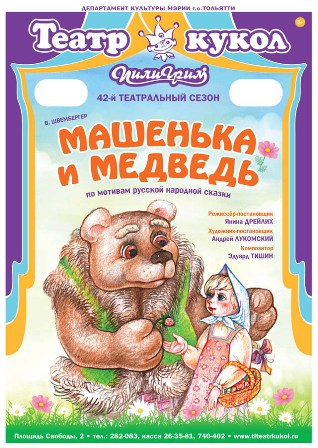 ДЕПАРТАМЕНТ КУЛЬТУРЫ МЭРИИ г.о.ТОЛЬЯТТИ
Театр кукол
0+
Пилигрим
42-й ТЕАТРАЛЬНЫЙ СЕЗОН
В. ШВЕМБЕРГЕР
МАШЕНЬКА
И МЕДВЕДЬ
по мотивам русской народной сказки
Режиссёр-постановщик
Янина ДРЕЙЛИХ
Художник-постановщик
Андрей ЛУКОМСКИЙ
Композитор
Эдуард ТИШИН
Площадь Свободы, 2 • тел.: 282-083, касса 26-35-81, 740-402 • www.tltteatrkukol.ru